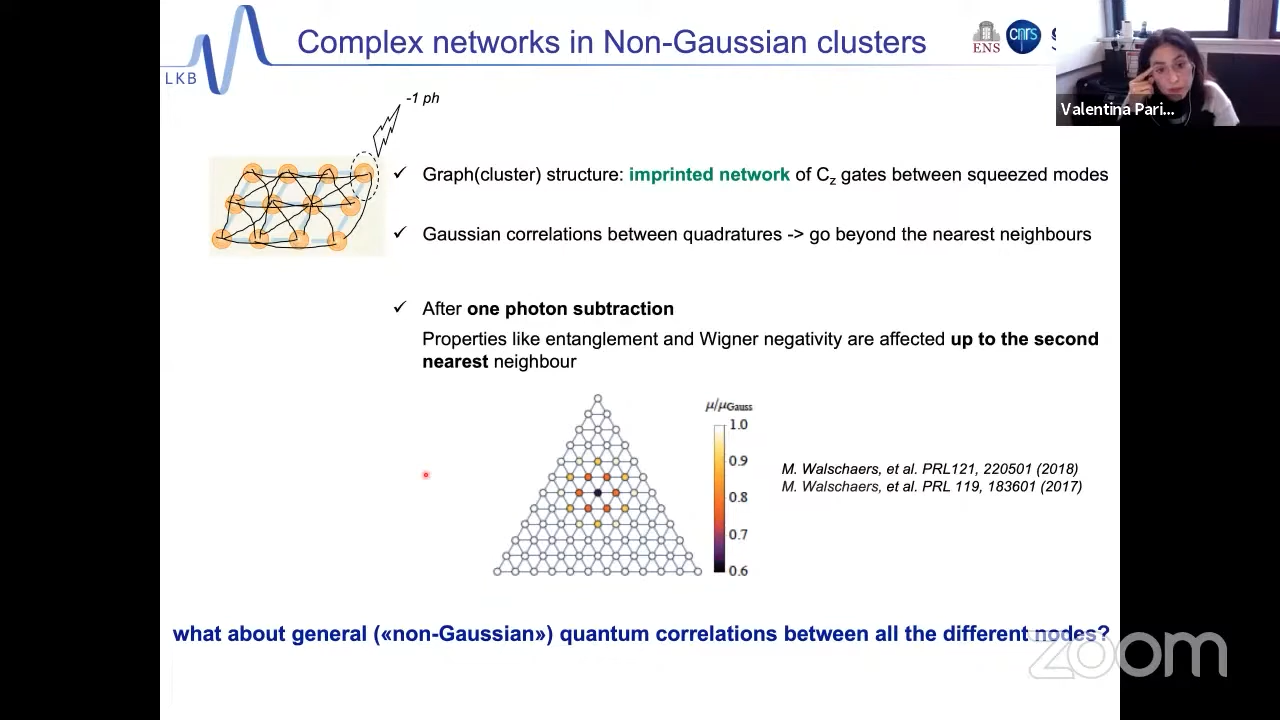 Complex networks in Non-Gaussian clusters
LKB
ENS
cnrs
S
Valentina Pari...
-1 ph
✓ Graph(cluster) structure: imprinted network of Cz gates between squeezed modes
✓ Gaussian correlations between quadratures -> go beyond the nearest neighbours
✓ After one photon subtraction
Properties like entanglement and Wigner negativity are affected up to the second
nearest neighbour
μ/μGauss
1.0
0.9
0.8
0.7
0.6
M. Walschaers, et al. PRL121, 220501 (2018)
M. Walschaers, et al. PRL 119, 183601 (2017)
what about general («non-Gaussian») quantum correlations between all the different nodes?
zoom